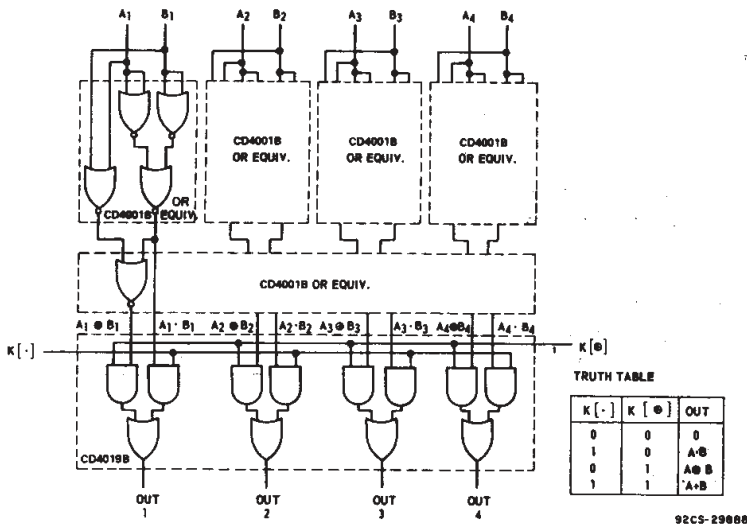 A1 B1 A2 B2 A3 B3 A4 B4
CD4001B
OR EQUIV.
CD4001B
OR EQUIV.
CD4001B
OR EQUIV.
OR
CD4001B EQUIV.
CD4001B OR EQUIV.
A1 ⊕ B1 A1 · B1 A2 ⊕ B2 A2 · B2 A3 ⊕ B3 A3 · B3 A4 ⊕ B4 A4 · B4
K[·]
K[⊕]
CD4019B
OUT
1
OUT
2
OUT
3
OUT
4
TRUTH TABLE
K[·] K[⊕] OUT
0 0 0
1 0 A·B
0 1 A⊕B
1 1 A+B
92CS-29088